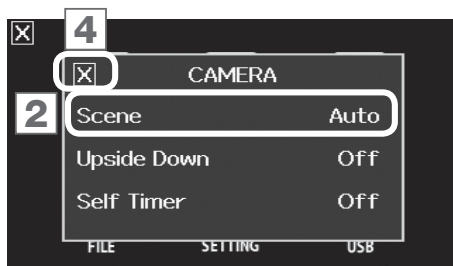 X 4
X CAMERA
2 Scene Auto
Upside Down Off
Self Timer Off
FILE SETTING USB